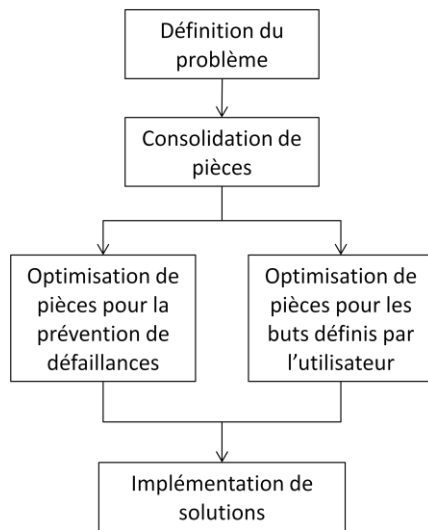 Définition du
problème
Consolidation de
pièces
Optimisation de
pièces pour la
prévention de
défaillances
Optimisation de
pièces pour les
buts définis par
l'utilisateur
Implémentation de
solutions